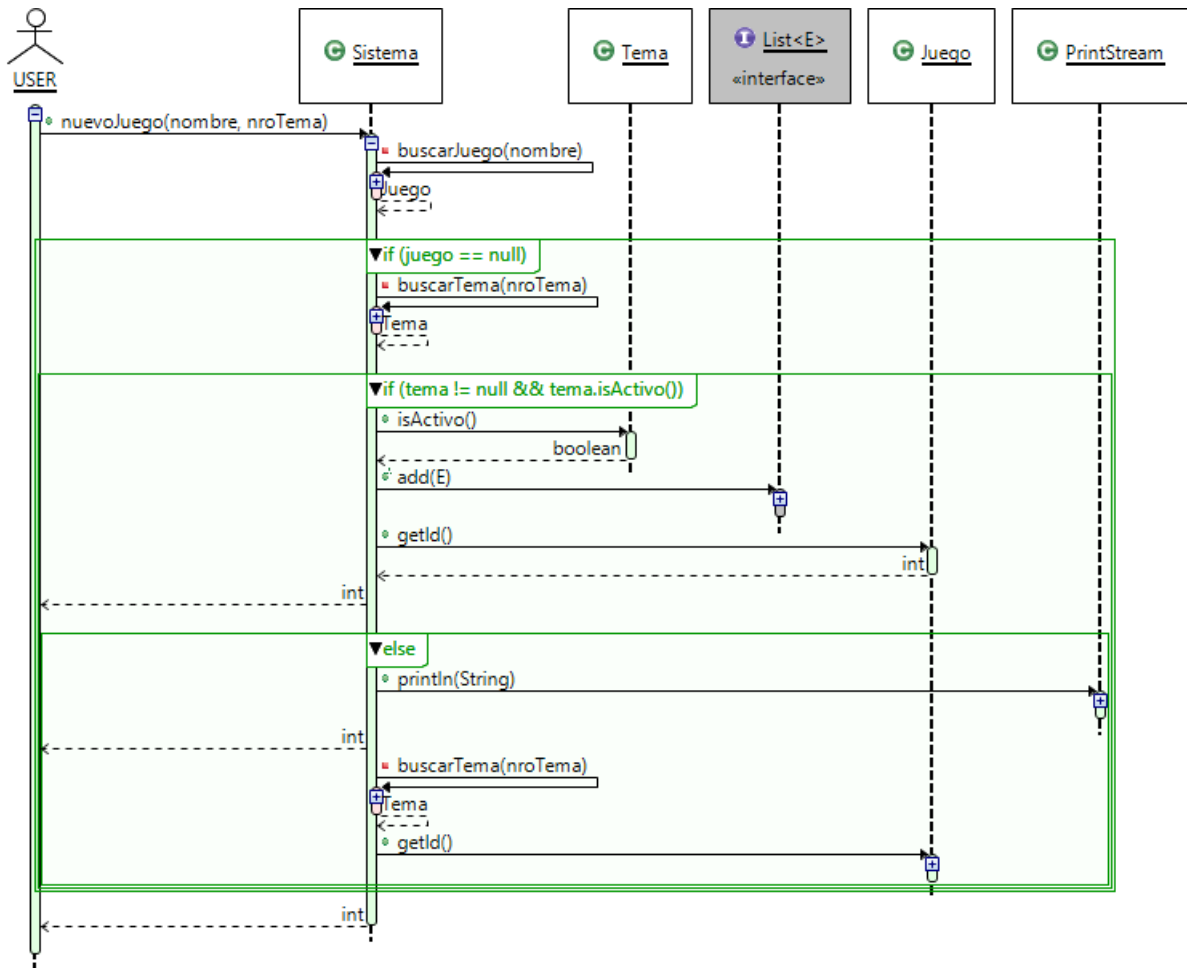 USER
Sistema
Tema
List<E>
«interface»
Juego
PrintStream
nuevoJuego(nombre, nroTema)
buscarJuego(nombre)
Juego
if (juego == null)
buscarTema(nroTema)
Tema
if (tema != null && tema.isActivo())
isActivo()
boolean
add(E)
getId()
int
int
else
println(String)
int
buscarTema(nroTema)
Tema
getId()
int